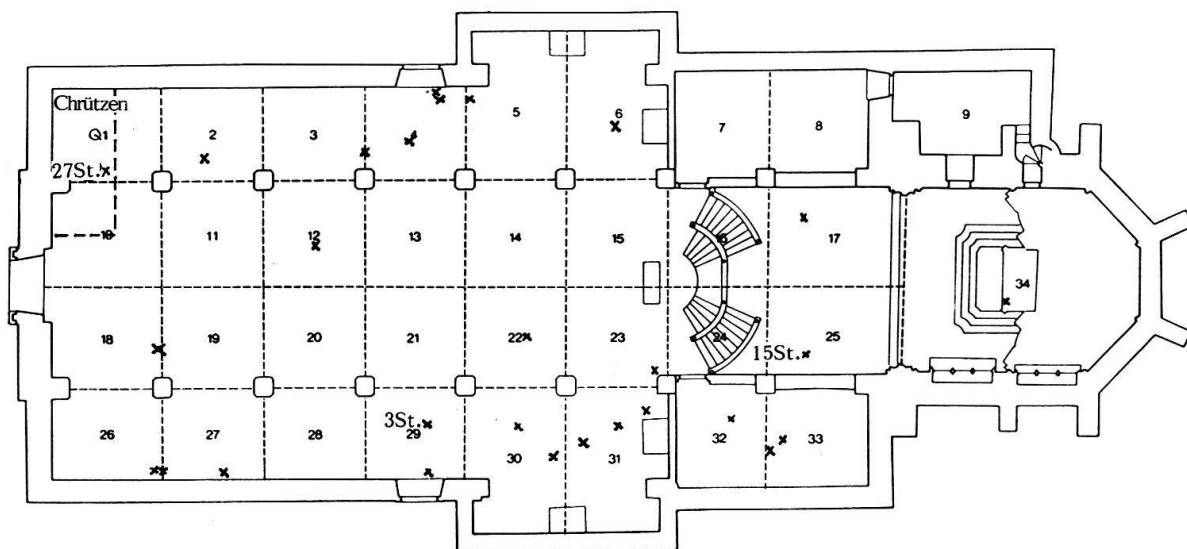 Chrützen
Q1 2 3 4 5 6 7 8 9
27St.
10 11 12 13 14 15 16 17
34
18 19 20 21 22 23 24 25
15St.
3St.
26 27 28 29 30 31 32 33